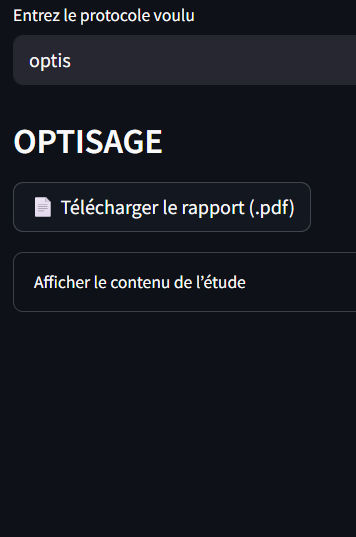 Entrez le protocole voulu
optis
OPTISAGE
Télécharger le rapport (.pdf)
Afficher le contenu de l’étude